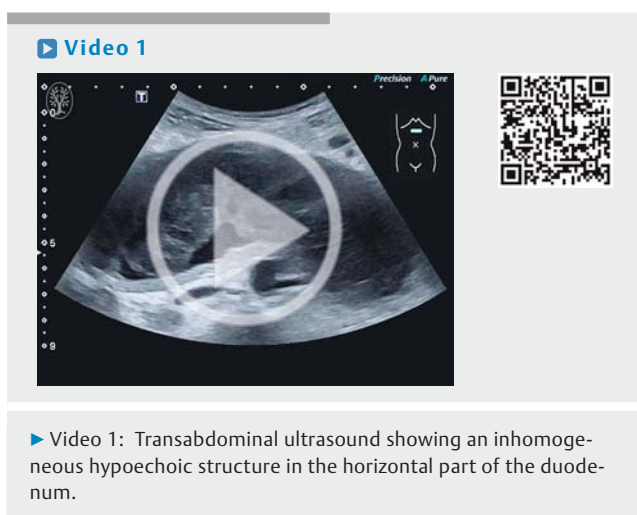 Video 1
Precision A Pure
T
0
5
9
Video 1: Transabdominal ultrasound showing an inhomoge-
neous hypoechoic structure in the horizontal part of the duode-
num.